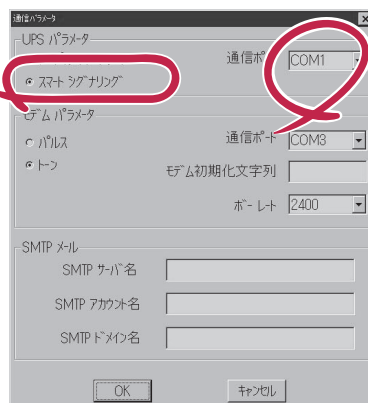 通信パラメータ
UPS パラメータ
通信ポ
COM1
スマート シグナリング
モデム パラメータ
パルス
通信ポート COM3
トーン
モデム初期化文字列
ボー レート 2400
SMTP メール
SMTP サーバ名
SMTP アカウント名
SMTP ドメイン名
OK キャンセル